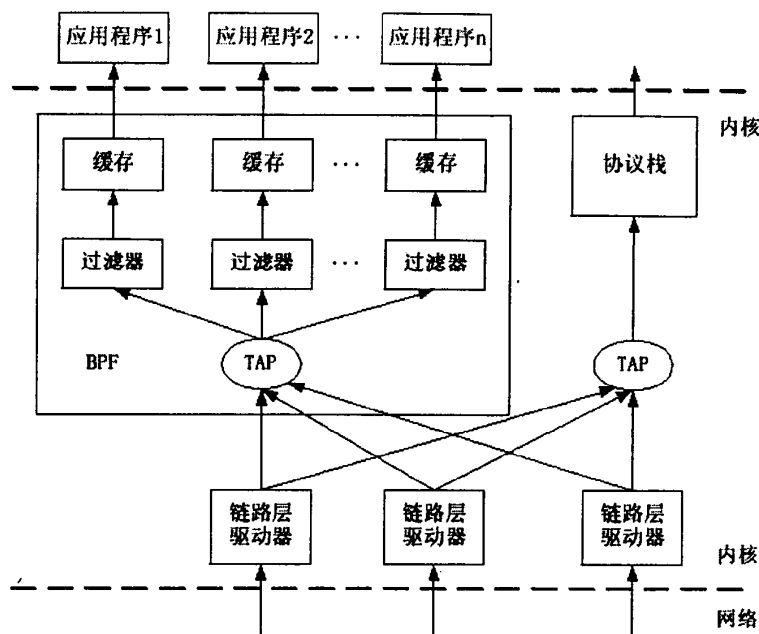 应用程序1
应用程序2
···
应用程序n
内核
缓存
缓存
···
缓存
协议栈
过滤器
过滤器
···
过滤器
BPF
TAP
TAP
链路层
驱动器
链路层
驱动器
链路层
驱动器
内核
网络